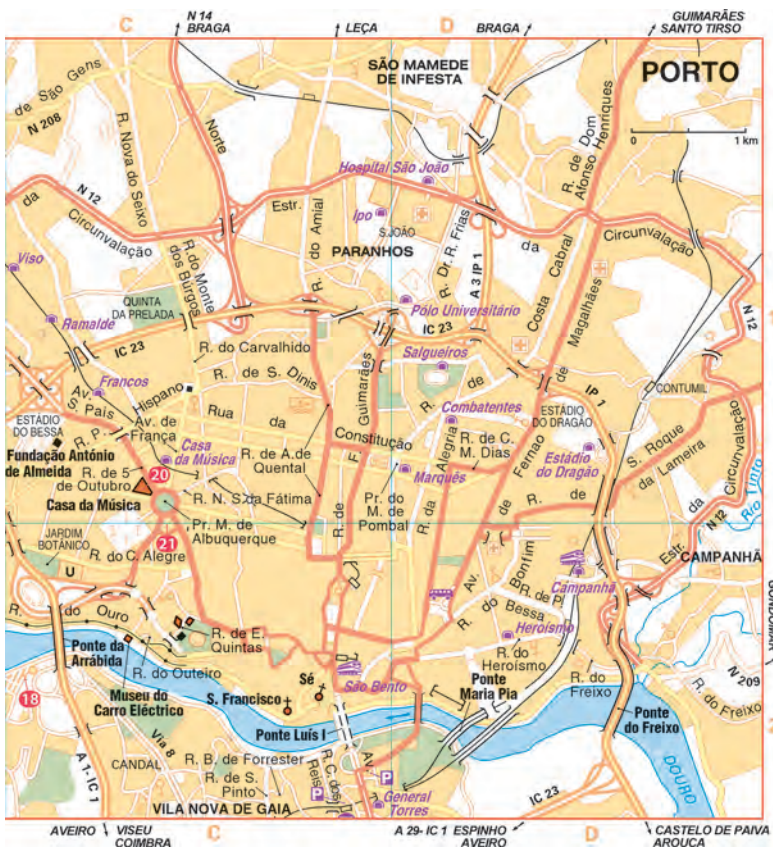 C
N 14
BRAGA
LEÇA
D
BRAGA
GUIMARÃES
SANTO TIRSO
PORTO
0 1 km
SÃO MAMEDE
DE INFESTA
de São Gens
N 208
R. Nova do Seixo
Norte
R. de Dom
Afonso Henriques
Hospital São João
da
N 12
Circunvalação
Estr.
Ipo
S.JOÃO
R. do Amial
PARANHOS
R. Dr. R. Frias
A 3 IP 1
da
Circunvalação
Costa Cabral
N 12
Viso
R. do Monte
dos Burgos
QUINTA
DA PRELADA
Pólo Universitário
Magalhães
Ramalde
IC 23
IC 23
R. do Carvalhido
Salgueiros
R. de S. Dinis
Guimarães
R. de
de
IP 1
CONTUMIL
Francos
Av.
S. Pais
Hispano
Rua da
Combatentes
ESTÁDIO
DO DRAGÃO
ESTÁDIO
DO BESSA
R. P.
Av. de
França
Constituição
Alegria
R. de C.
M. Dias
Fernão
Estádio
do Dragão
S. Roque
da Lameira
Circunvalação
Fundação António
de Almeida
Casa
da Música
R. de A. de
Quental
F.
Marquês
R. de 5
de Outubro
20
Casa da Música
R. N. S. da Fátima
Pr. do
M. de
Pombal
R. de
de
da
Rio Tinto
Pr. M. de
Albuquerque
R. de
R. da
N 12
JARDIM
BOTÂNICO
21
R. do C. Alegre
Av.
Estr.
CAMPANHÃ
U
Bonfim
Campanhã
R. de P.
R. do Ouro
R. do Bessa
GONDOMAR
R. de E.
Quintas
Heroísmo
Ponte da
Arrábida
R. do Outeiro
Sé
São Bento
R. do
Heroísmo
Ponte
Maria Pia
R. do
Freixo
N 209
R. do Freixo
18
Museu do
Carro Eléctrico
S. Francisco
Ponte Luís I
Ponte
do Freixo
Via 8
A 1- IC 1
CANDAL
R. B. de Forrester
R. de S.
Pinto
R. C. dos
Reis
Av.
P
P
General
Torres
DOURO
VILA NOVA DE GAIA
IC 23
AVEIRO
VISEU
COIMBRA
C
A 29- IC 1 ESPINHO
AVEIRO
D
CASTELO DE PAIVA
AROUCA
1
2